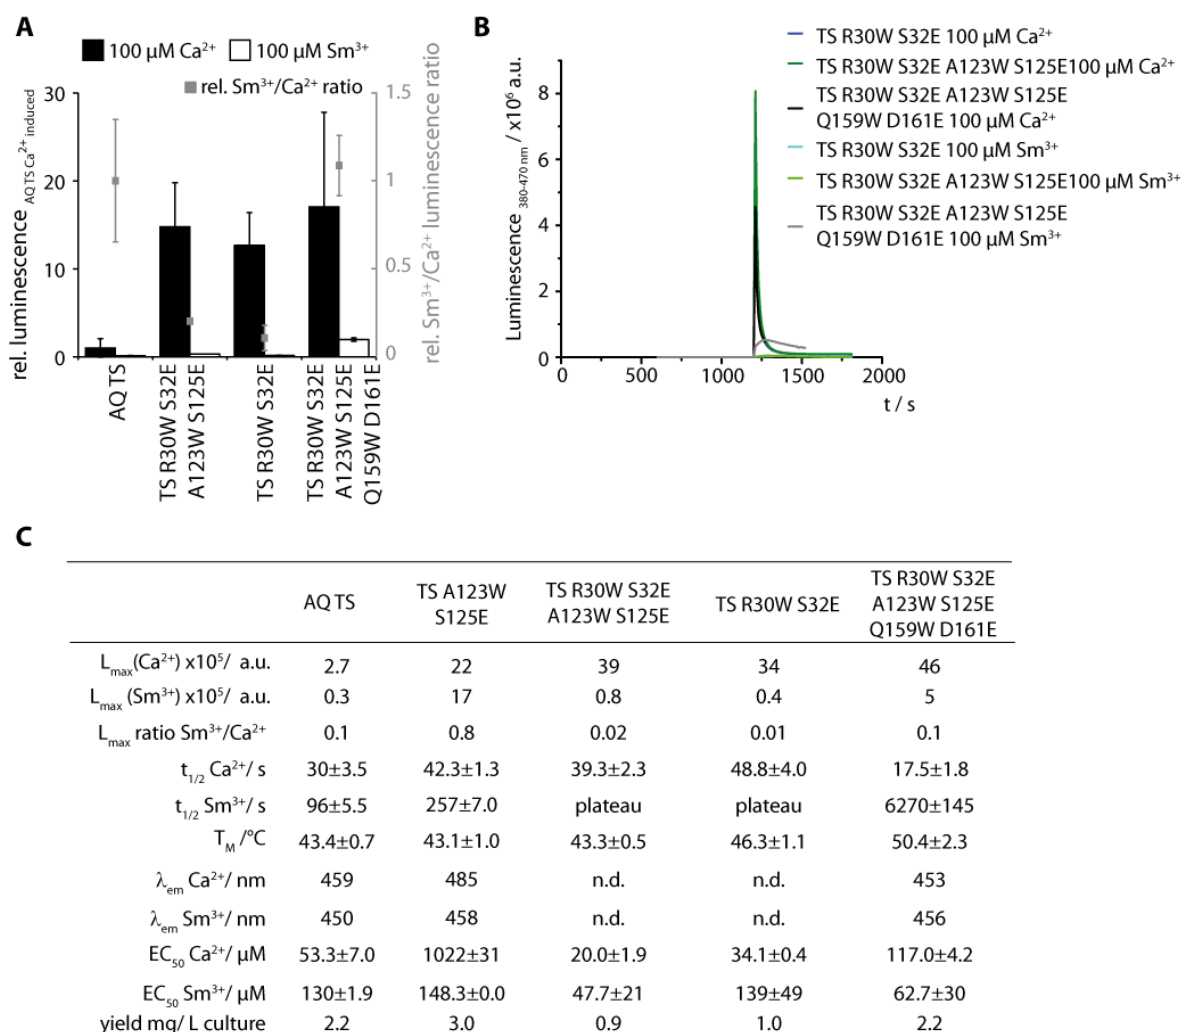 A
100 μM Ca²⁺ 100 μM Sm³⁺
rel. Sm³⁺/Ca²⁺ ratio
rel. luminescence AQ TS Ca²⁺ induced
30
20
10
0
1.5
1
0.5
0
rel. Sm³⁺/Ca²⁺ luminescence ratio
AQ TS
TS R30W S32E
A123W S125E
TS R30W S32E
TS R30W S32E
A123W S125E
Q159W D161E
B
Luminescence 380-470 nm / x10⁶ a.u.
8
6
4
2
0
0 500 1000 1500 2000
t / s
TS R30W S32E 100 μM Ca²⁺
TS R30W S32E A123W S125E100 μM Ca²⁺
TS R30W S32E A123W S125E
Q159W D161E 100 μM Ca²⁺
TS R30W S32E 100 μM Sm³⁺
TS R30W S32E A123W S125E100 μM Sm³⁺
TS R30W S32E A123W S125E
Q159W D161E 100 μM Sm³⁺
C
AQ TS
TS A123W
S125E
TS R30W S32E
A123W S125E
TS R30W S32E
TS R30W S32E
A123W S125E
Q159W D161E
Lmax(Ca²⁺) x10⁵/ a.u. 2.7 22 39 34 46
Lmax (Sm³⁺) x10⁵/ a.u. 0.3 17 0.8 0.4 5
Lmax ratio Sm³⁺/Ca²⁺ 0.1 0.8 0.02 0.01 0.1
t1/2 Ca²⁺/ s 30±3.5 42.3±1.3 39.3±2.3 48.8±4.0 17.5±1.8
t1/2 Sm³⁺/ s 96±5.5 257±7.0 plateau plateau 6270±145
TM /°C 43.4±0.7 43.1±1.0 43.3±0.5 46.3±1.1 50.4±2.3
λem Ca²⁺/ nm 459 485 n.d. n.d. 453
λem Sm³⁺/ nm 450 458 n.d. n.d. 456
EC50 Ca²⁺/ μM 53.3±7.0 1022±31 20.0±1.9 34.1±0.4 117.0±4.2
EC50 Sm³⁺/ μM 130±1.9 148.3±0.0 47.7±21 139±49 62.7±30
yield mg/ L culture 2.2 3.0 0.9 1.0 2.2